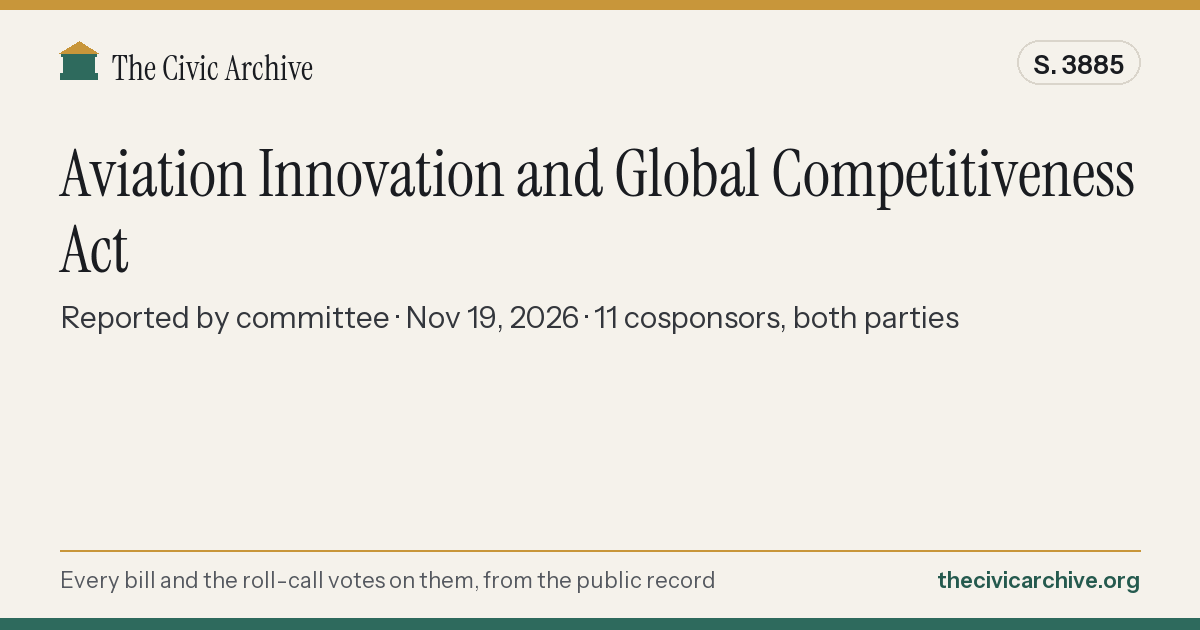 The Civic Archive
S. 3885
Aviation Innovation and Global Competitiveness
Act
Reported by committee · Nov 19, 2026 · 11 cosponsors, both parties
Every bill and the roll-call votes on them, from the public record
thecivicarchive.org